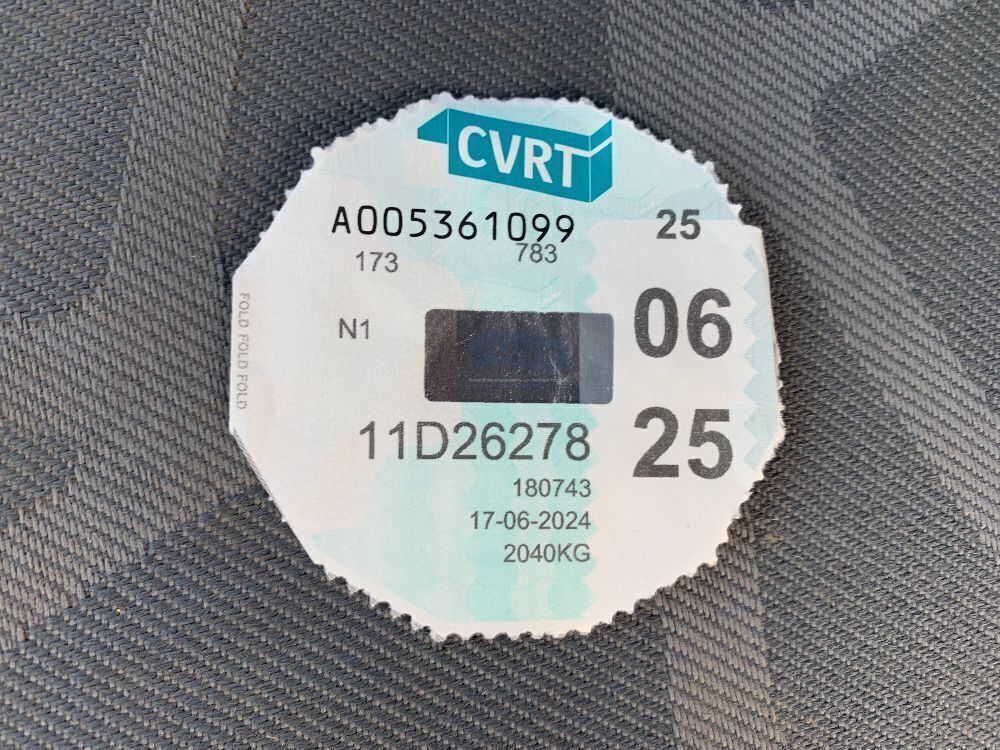 CVRT
A005361099
25
173
783
06
N1
FOLD FOLD FOLD
11D26278
25
180743
17-06-2024
2040KG